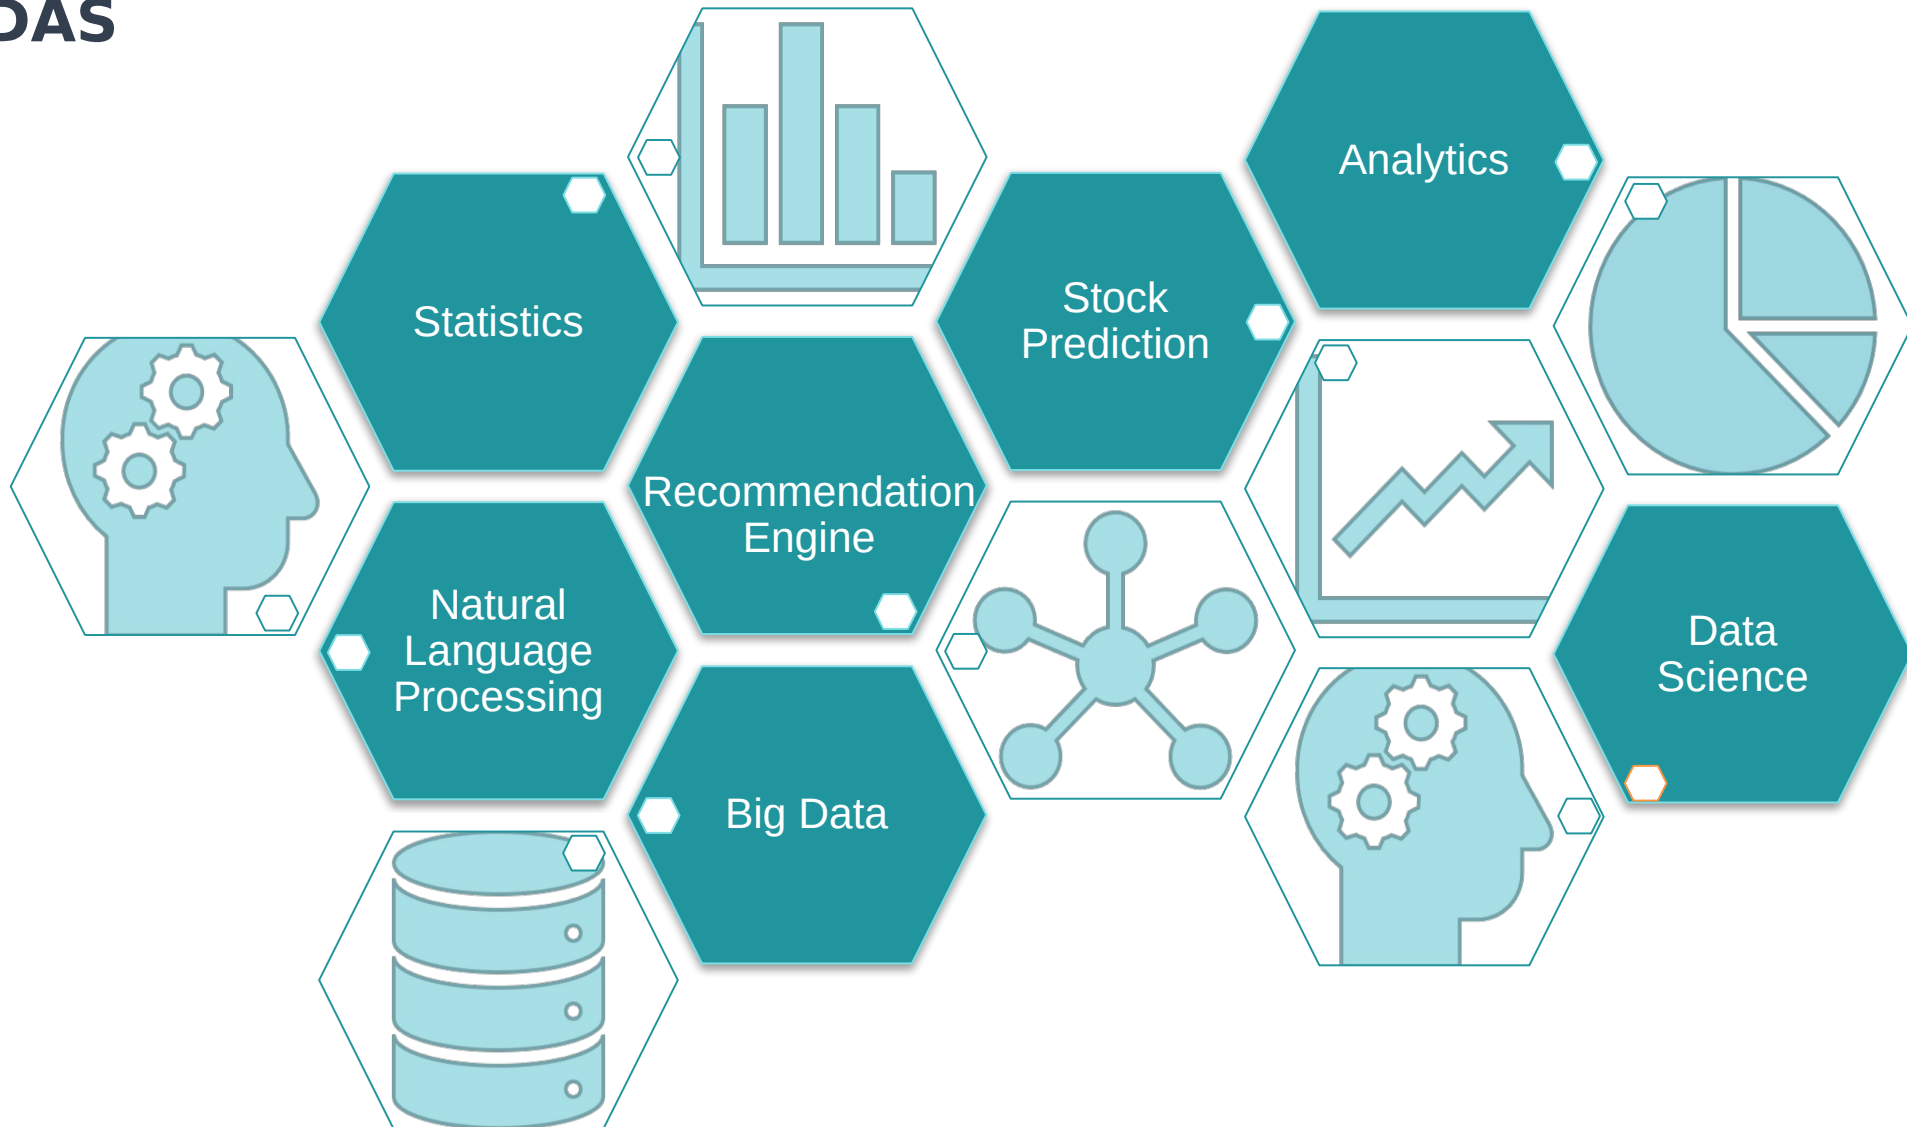 DAS
Analytics
Statistics
Stock
Prediction
Recommendation
Engine
Natural
Language
Processing
Data
Science
Big Data